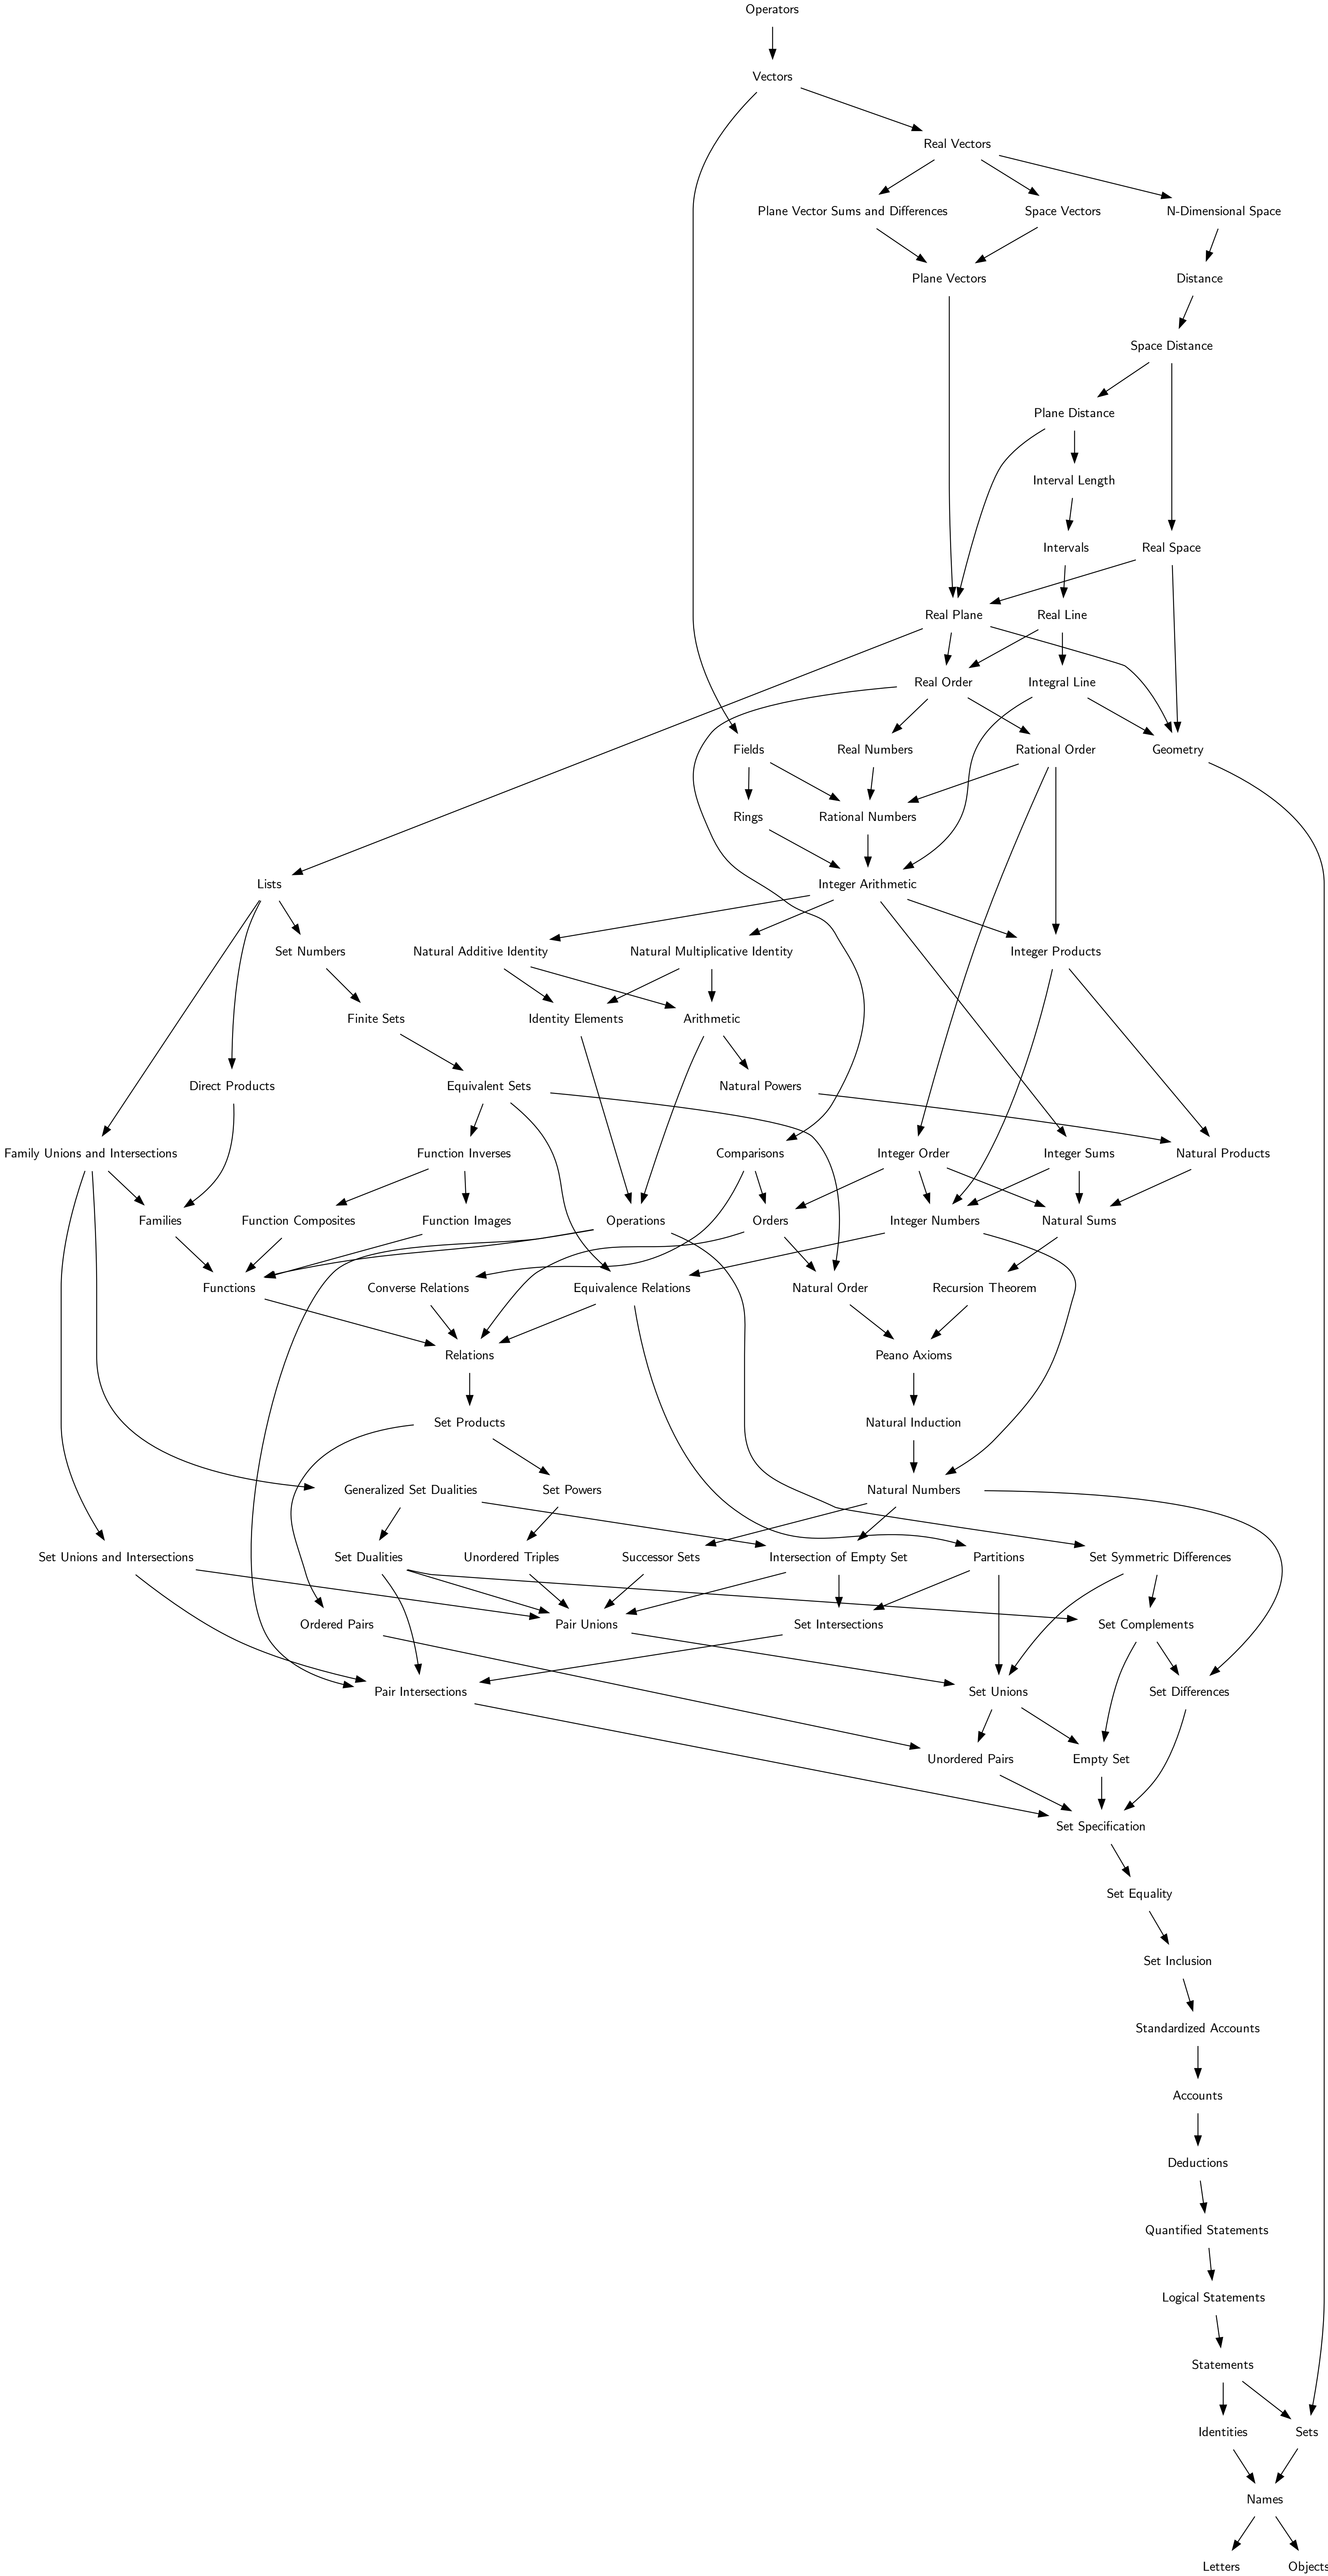 Operators
Vectors
Real Vectors
Plane Vector Sums and Differences
Space Vectors
N-Dimensional Space
Plane Vectors
Distance
Space Distance
Plane Distance
Interval Length
Intervals
Real Space
Real Plane
Real Line
Real Order
Integral Line
Fields
Real Numbers
Rational Order
Geometry
Rings
Rational Numbers
Lists
Integer Arithmetic
Set Numbers
Natural Additive Identity
Natural Multiplicative Identity
Integer Products
Finite Sets
Identity Elements
Arithmetic
Direct Products
Equivalent Sets
Natural Powers
Family Unions and Intersections
Function Inverses
Comparisons
Integer Order
Integer Sums
Natural Products
Families
Function Composites
Function Images
Operations
Orders
Integer Numbers
Natural Sums
Functions
Converse Relations
Equivalence Relations
Natural Order
Recursion Theorem
Relations
Peano Axioms
Set Products
Natural Induction
Generalized Set Dualities
Set Powers
Natural Numbers
Set Unions and Intersections
Set Dualities
Unordered Triples
Successor Sets
Intersection of Empty Set
Partitions
Set Symmetric Differences
Ordered Pairs
Pair Unions
Set Intersections
Set Complements
Pair Intersections
Set Unions
Set Differences
Unordered Pairs
Empty Set
Set Specification
Set Equality
Set Inclusion
Standardized Accounts
Accounts
Deductions
Quantified Statements
Logical Statements
Statements
Identities
Sets
Names
Letters
Objects